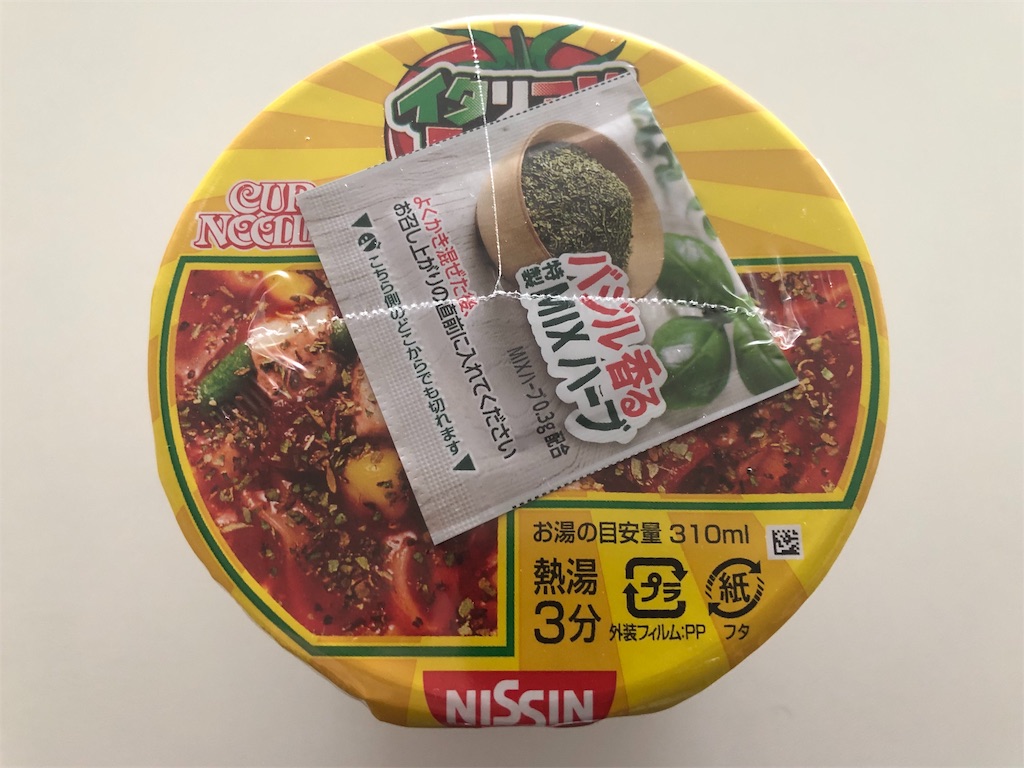 CUP
NOODLE
バジル香る
特製
MIXハーブ
MIXハーブ0.3g配合
よくかき混ぜた後、
お召し上がりの直前に入れてください
▼こちら側のどこからでも切れます▼
お湯の目安量 310ml
熱湯
3分
プラ
外装フィルム:PP
紙
フタ
NISSIN